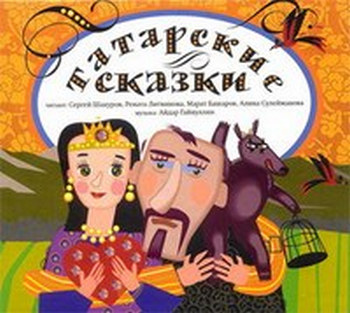 татарские
сказки
читают: Сергей Шакуров, Рената Литвинова, Марат Башаров, Алина Сулейманова
музыка: Айдар Гайнуллин